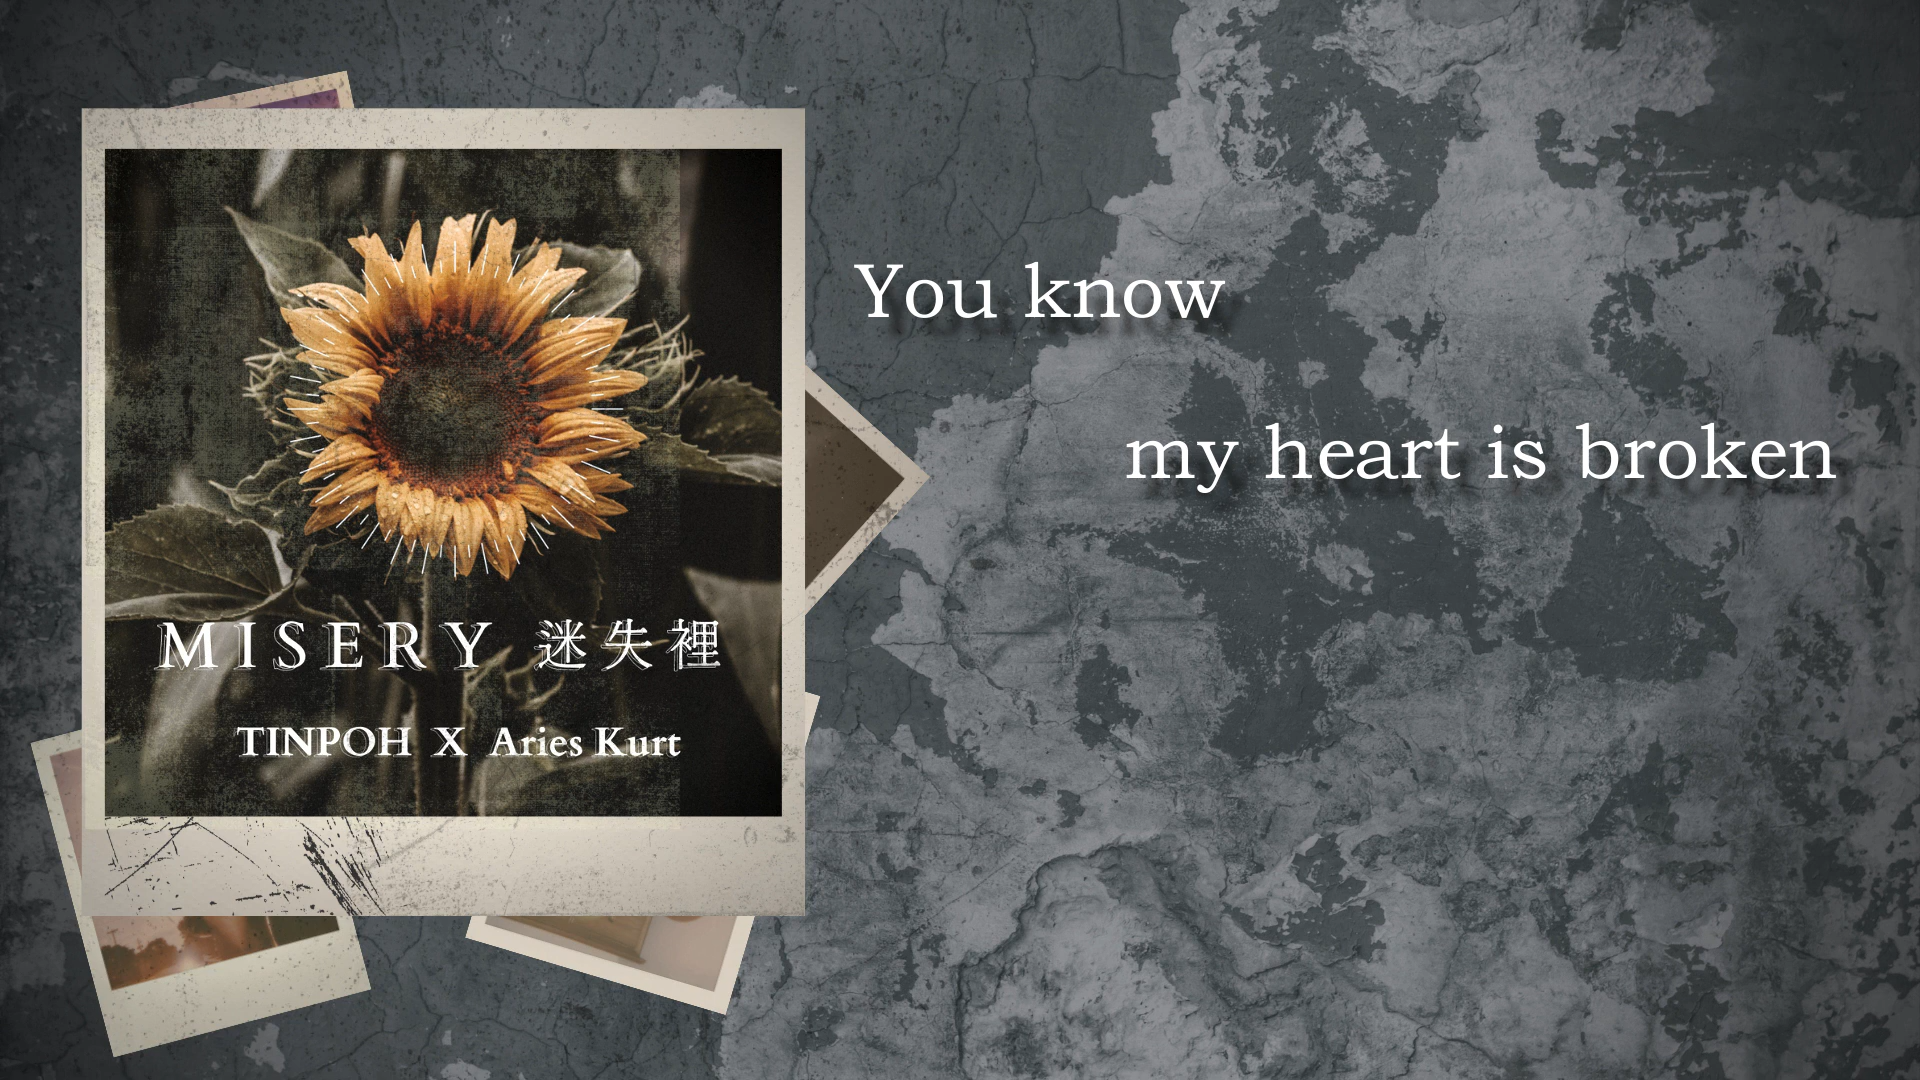 MISERY 迷失裡
TINPOH X Aries Kurt
You know
my heart is broken